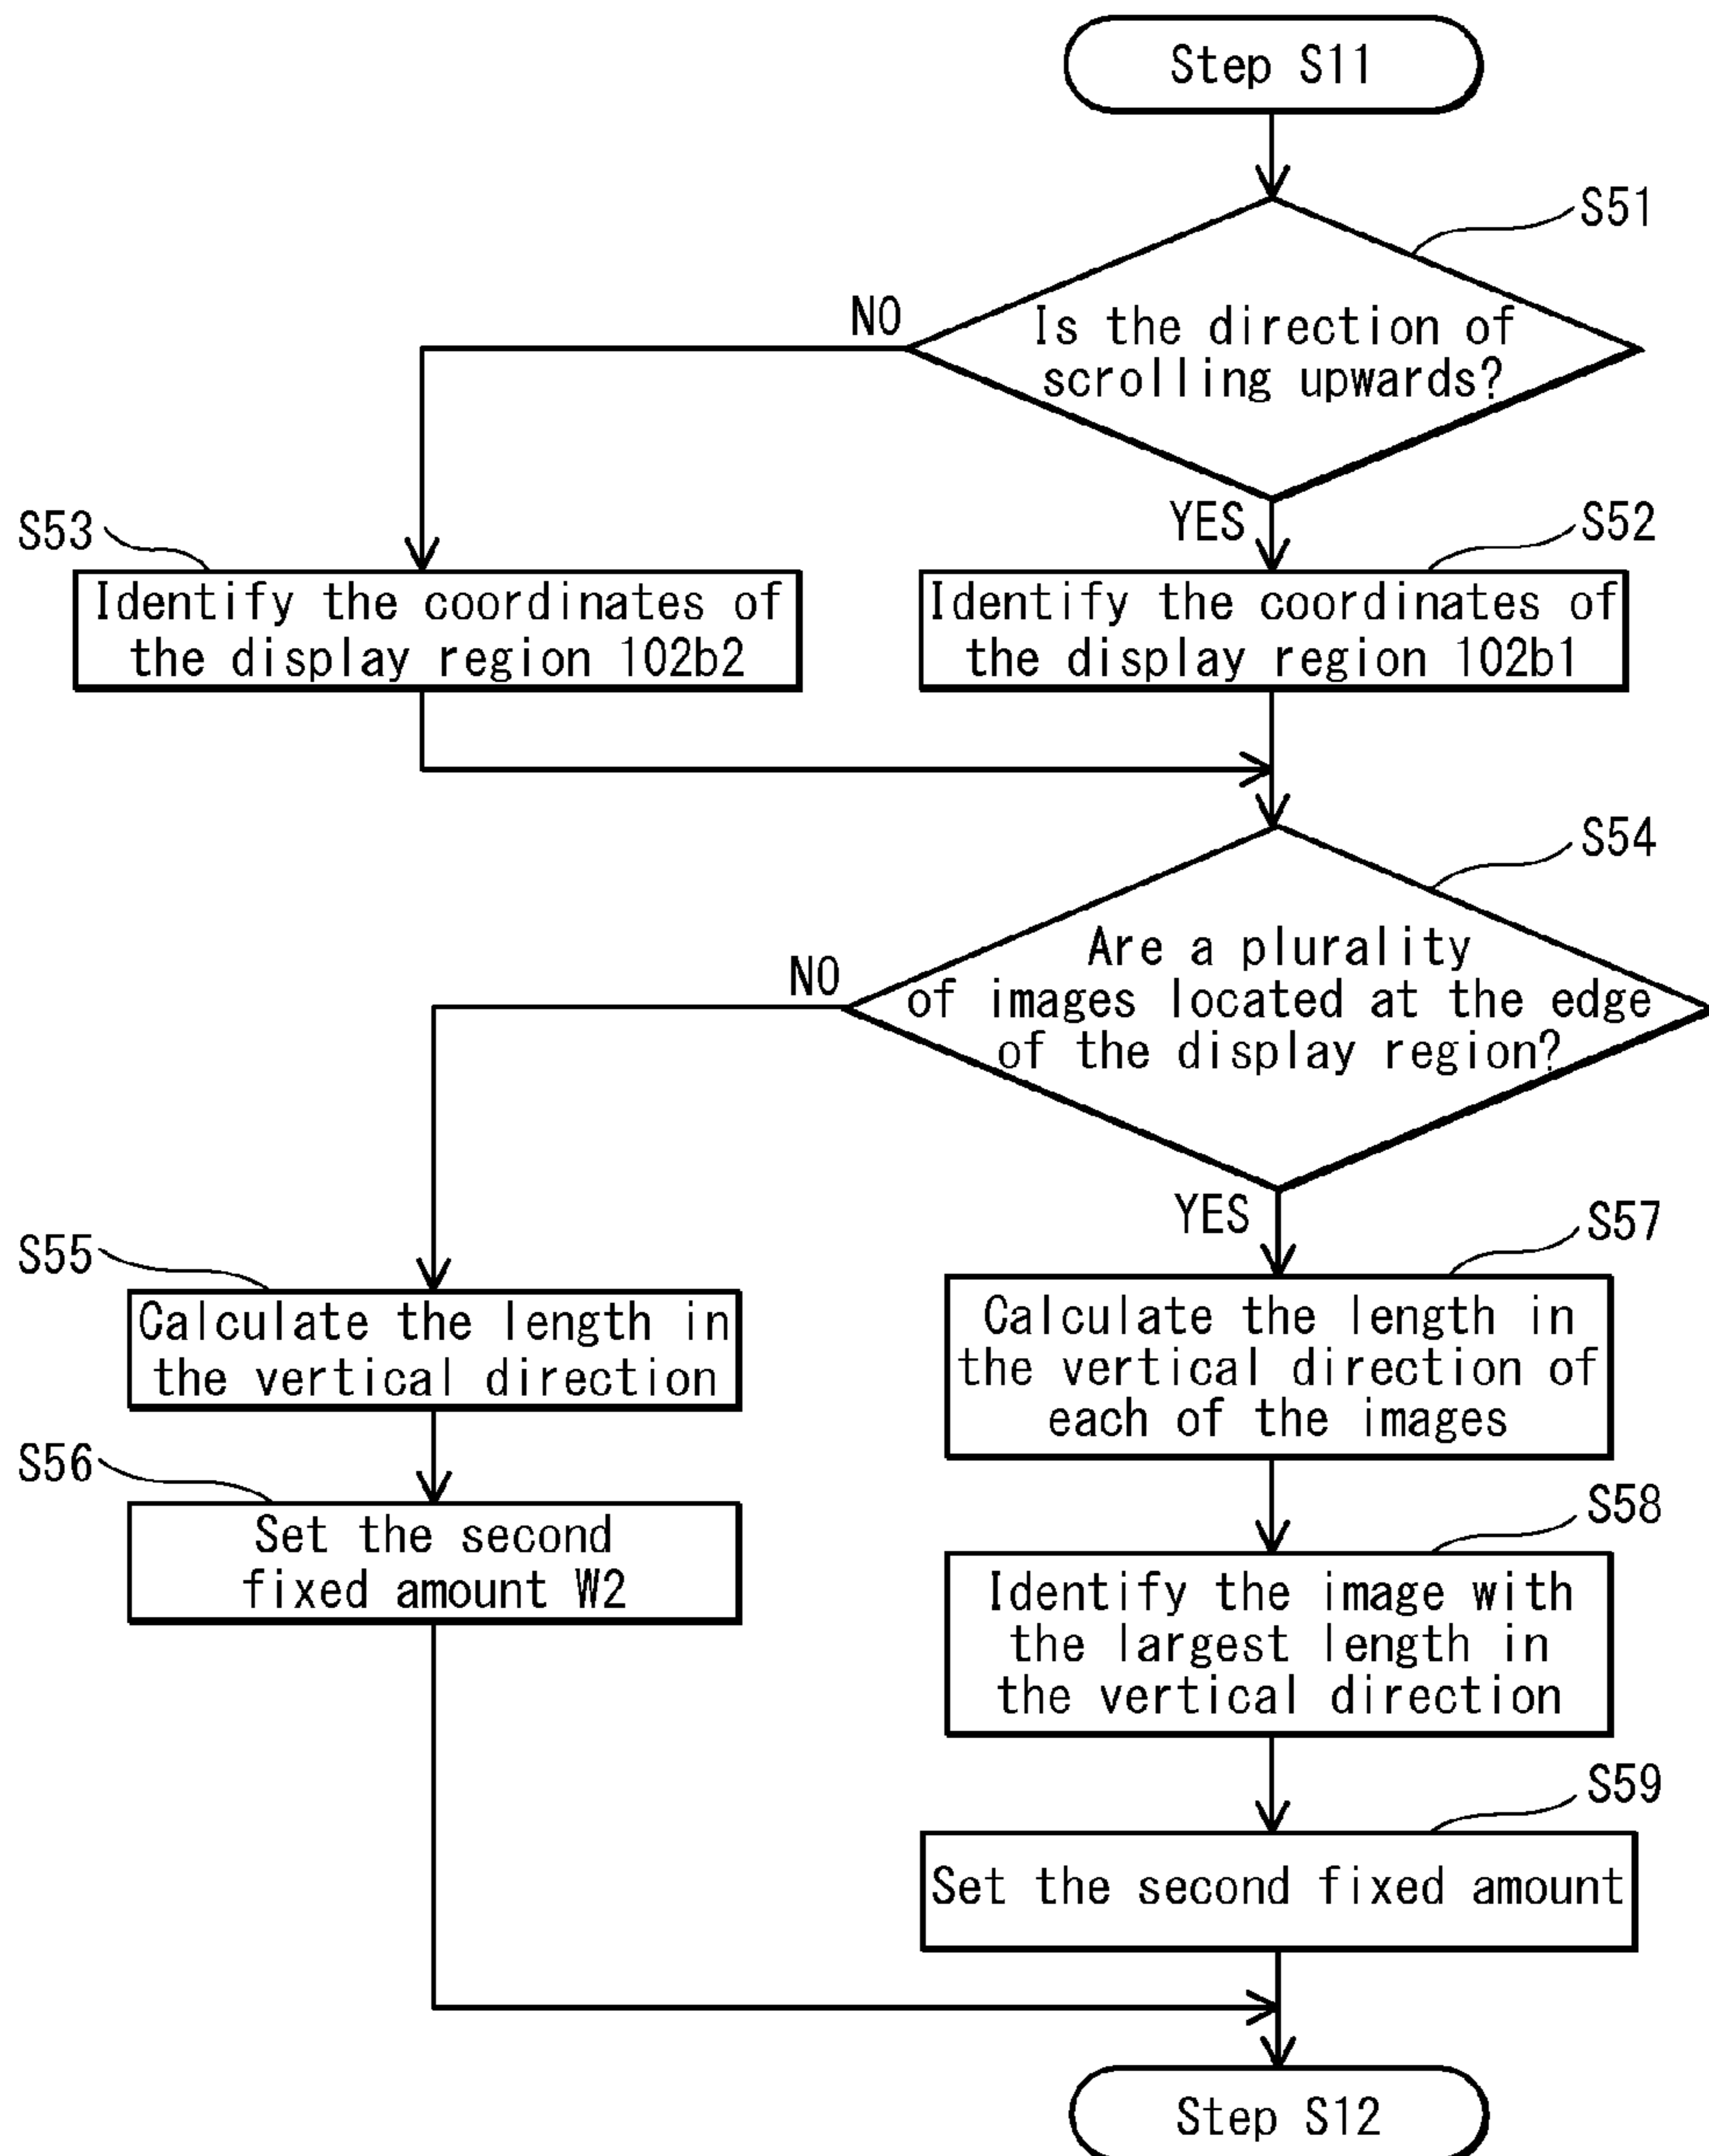 Step S11
S51
Is the direction of
scrolling upwards?
NO
YES
S53
Identify the coordinates of
the display region 102b2
S52
Identify the coordinates of
the display region 102b1
S54
Are a plurality
of images located at the edge
of the display region?
NO
YES
S55
Calculate the length in
the vertical direction
S56
Set the second
fixed amount W2
S57
Calculate the length in
the vertical direction of
each of the images
S58
Identify the image with
the largest length in
the vertical direction
S59
Set the second fixed amount
Step S12